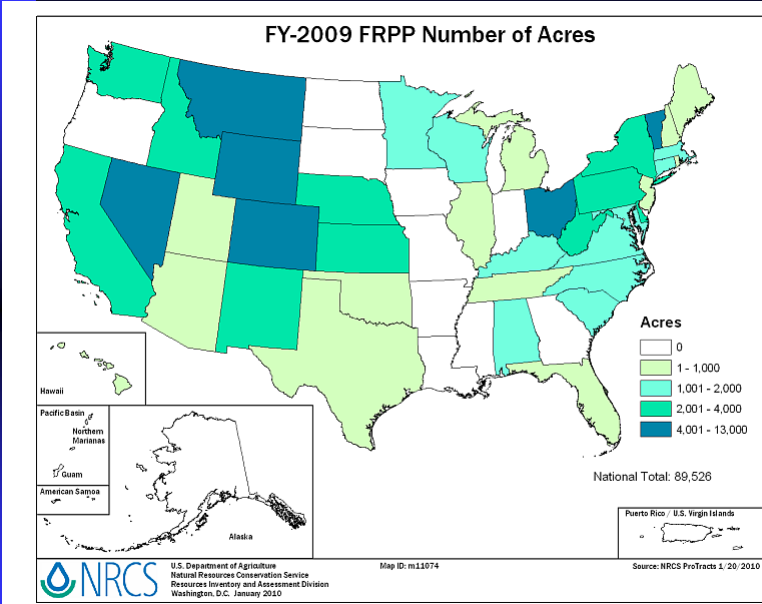 FY-2009 FRPP Number of Acres
Acres
0
1 - 1,000
1,001 - 2,000
2,001 - 4,000
4,001 - 13,000
National Total: 89,526
Hawaii
Pacific Basin
Northern
Marianas
Guam
American Samoa
Alaska
Puerto Rico / U.S. Virgin Islands
NRCS
U.S. Department of Agriculture
Natural Resources Conservation Service
Resources Inventory and Assessment Division
Washington, D.C. January 2010
Map ID: m11074
Source: NRCS ProTracts 1/20/2010